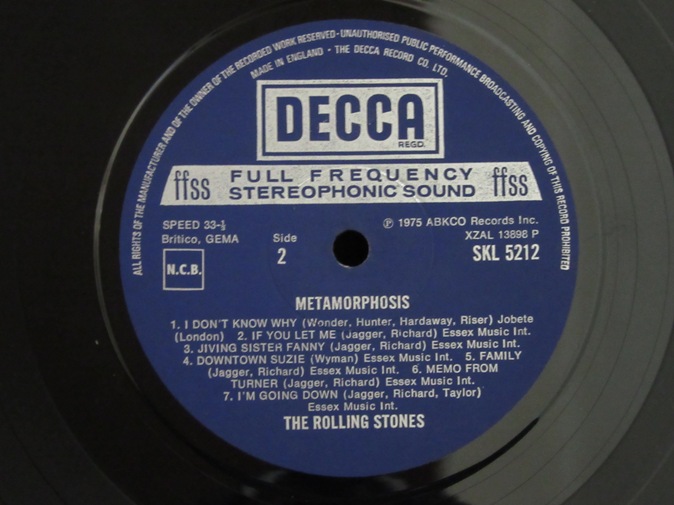 ALL RIGHTS OF THE MANUFACTURER AND OF THE OWNER OF THE RECORDED WORK RESERVED - UNAUTHORISED PUBLIC PERFORMANCE BROADCASTING AND COPYING OF THIS RECORD PROHIBITED
MADE IN ENGLAND - THE DECCA RECORD CO. LTD.
DECCA
REGD.
ffss FULL FREQUENCY STEREOPHONIC SOUND ffss
SPEED 33-⅓
Britico, GEMA
N.C.B.
Side
2
℗ 1975 ABKCO Records Inc.
XZAL 13898 P
SKL 5212
METAMORPHOSIS
1. I DON'T KNOW WHY (Wonder, Hunter, Hardaway, Riser) Jobete
(London) 2. IF YOU LET ME (Jagger, Richard) Essex Music Int.
3. JIVING SISTER FANNY (Jagger, Richard) Essex Music Int.
4. DOWNTOWN SUZIE (Wyman) Essex Music Int. 5. FAMILY
(Jagger, Richard) Essex Music Int. 6. MEMO FROM
TURNER (Jagger, Richard) Essex Music Int.
7. I'M GOING DOWN (Jagger, Richard, Taylor)
Essex Music Int.
THE ROLLING STONES